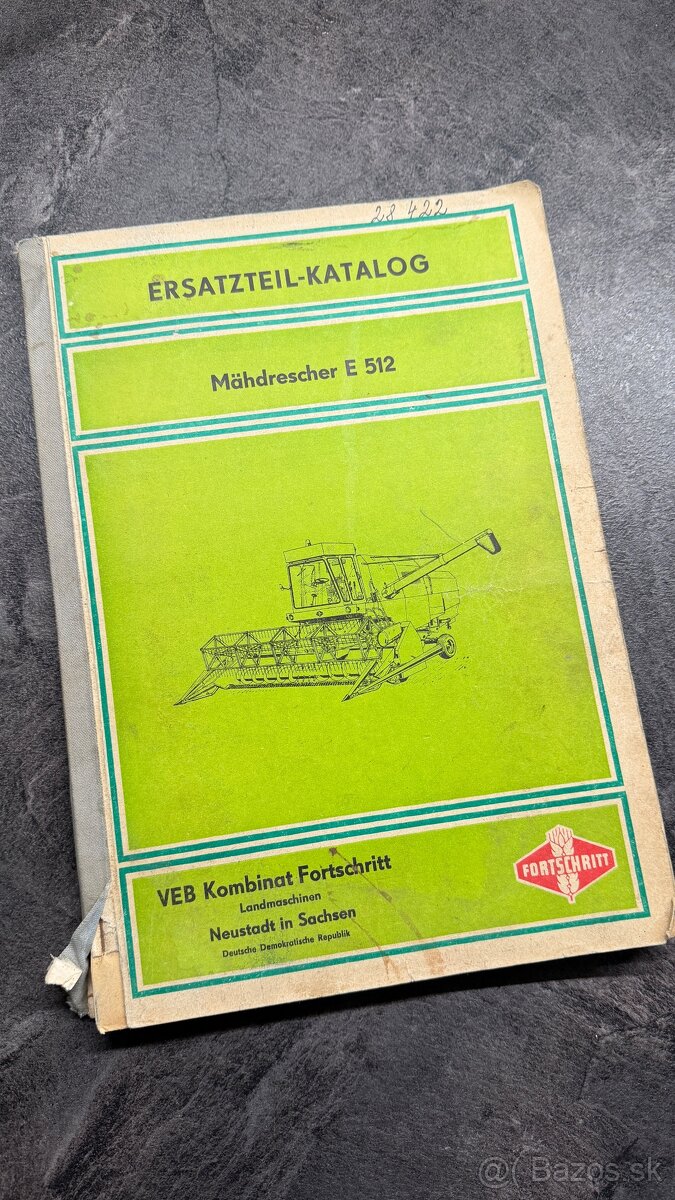 28 422
ERSATZTEIL-KATALOG
Mähdrescher E 512
VEB Kombinat Fortschritt
Landmaschinen
Neustadt in Sachsen
Deutsche Demokratische Republik
FORTSCHRITT
@( Bazos.sk